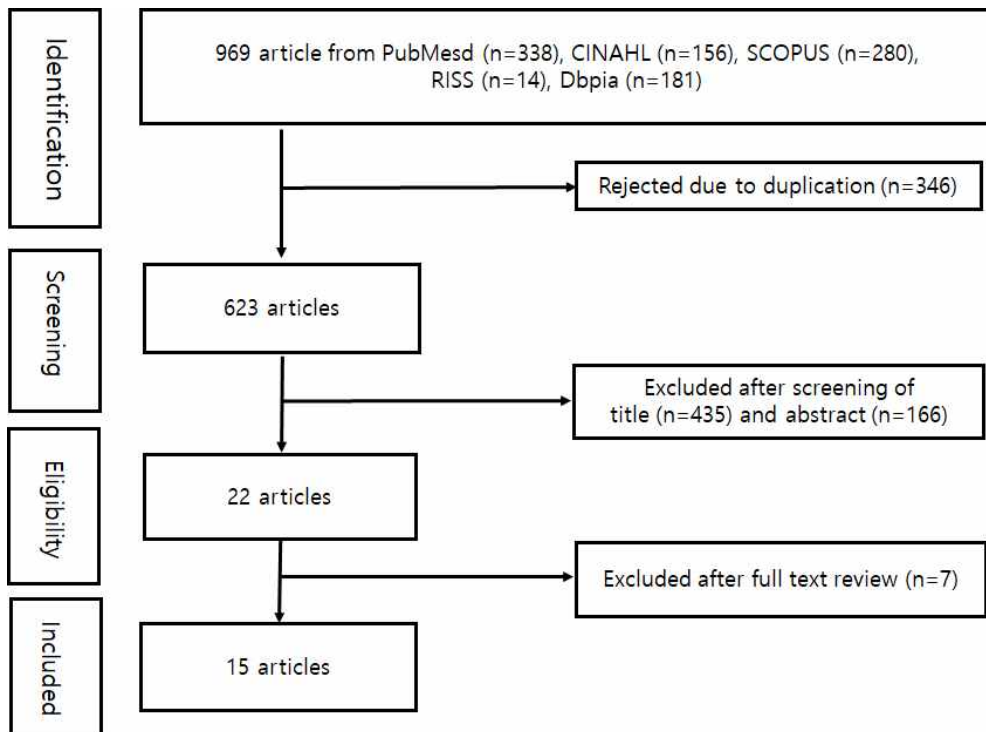 Identification
969 article from PubMesd (n=338), CINAHL (n=156), SCOPUS (n=280),
RISS (n=14), Dbpia (n=181)
Rejected due to duplication (n=346)
Screening
623 articles
Excluded after screening of
title (n=435) and abstract (n=166)
Eligibility
22 articles
Excluded after full text review (n=7)
Included
15 articles